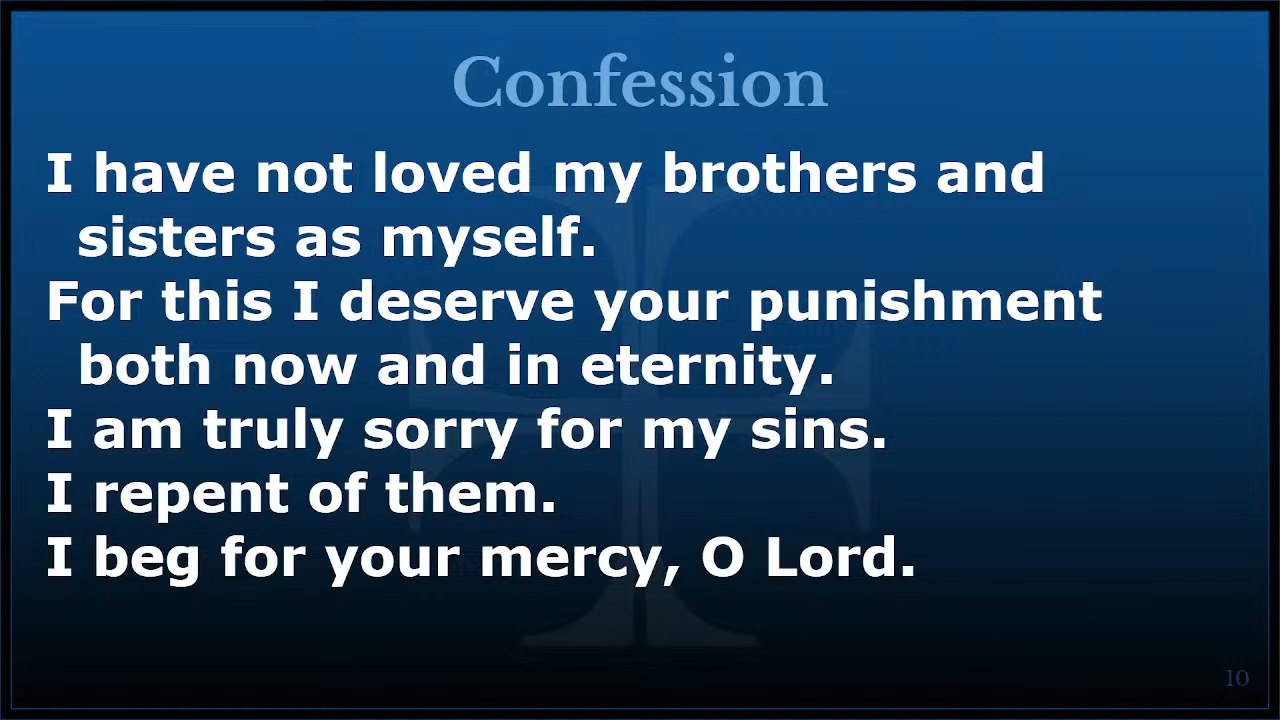 Confession
I have not loved my brothers and
sisters as myself.
For this I deserve your punishment
both now and in eternity.
I am truly sorry for my sins.
I repent of them.
I beg for your mercy, O Lord.
10